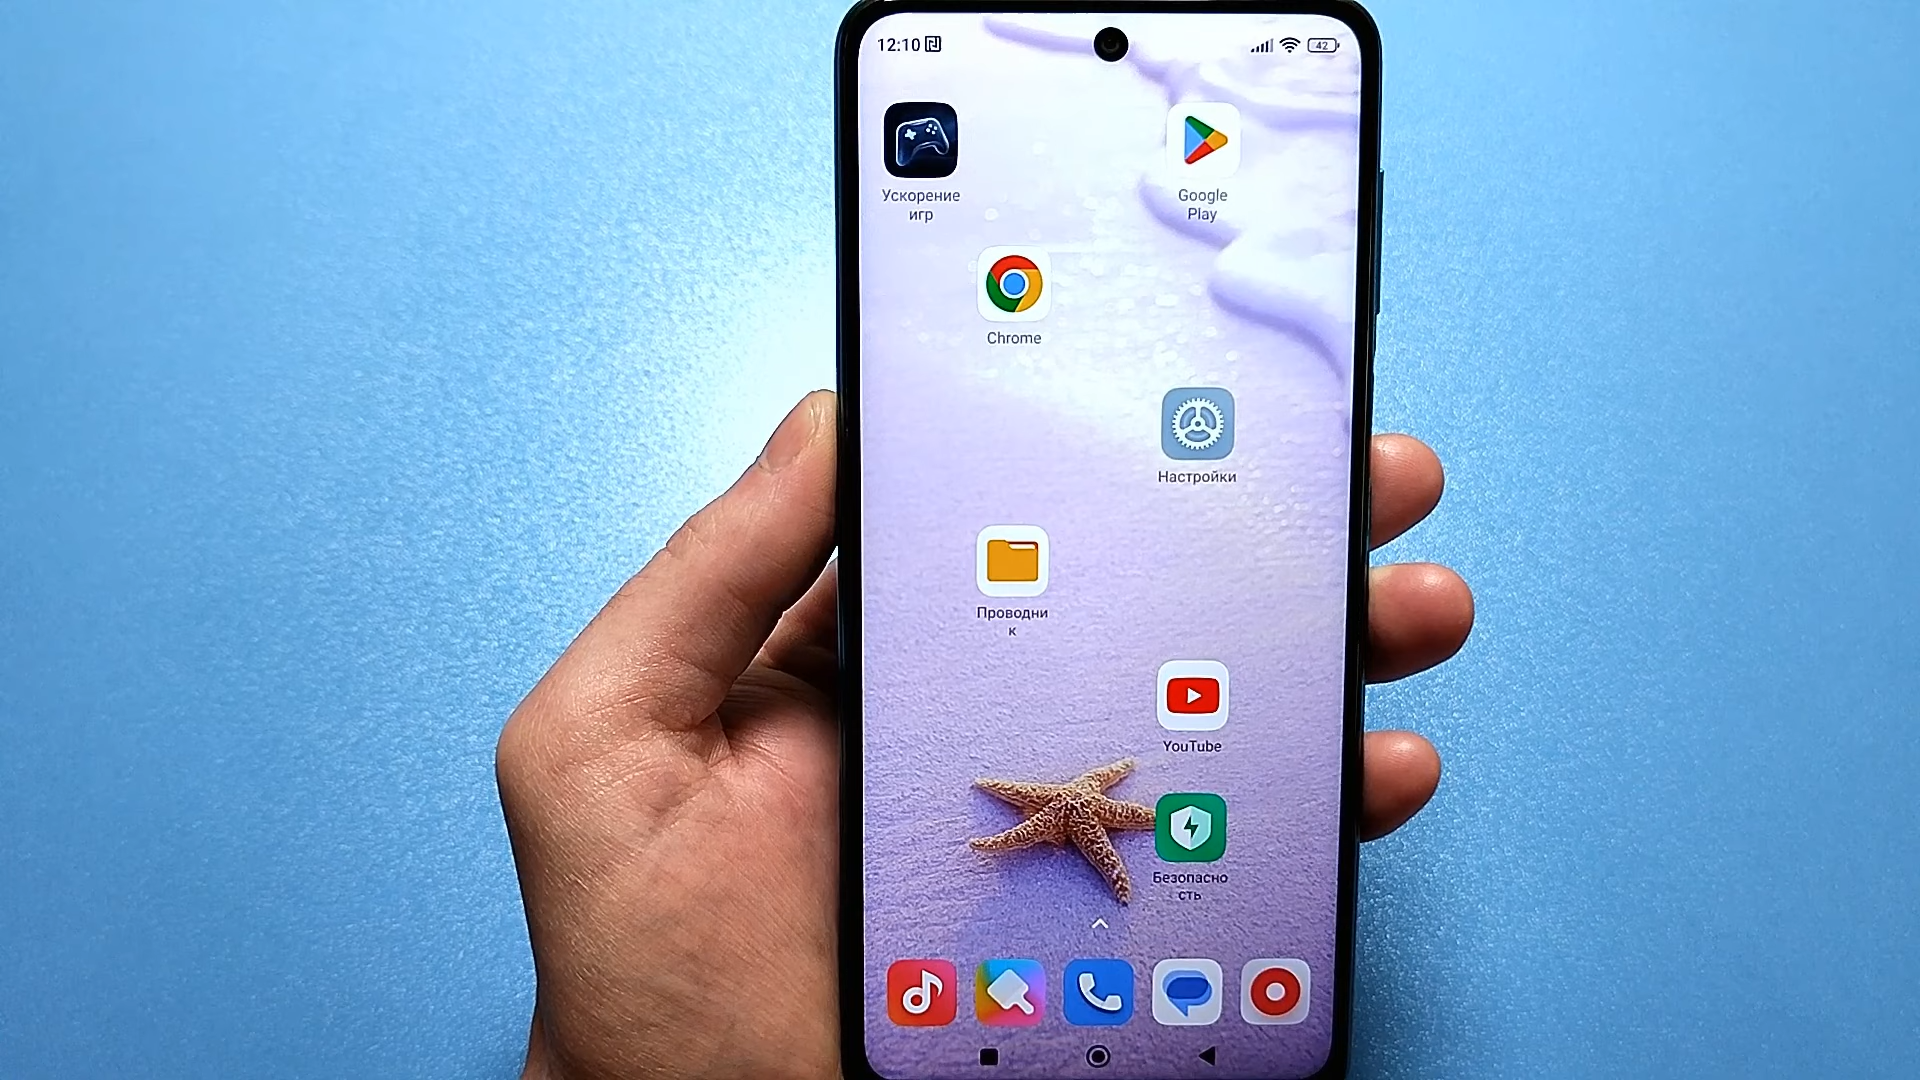 12:10
42
Ускорение
игр
Google
Play
Chrome
Настройки
Проводни
к
YouTube
Безопасно
сть